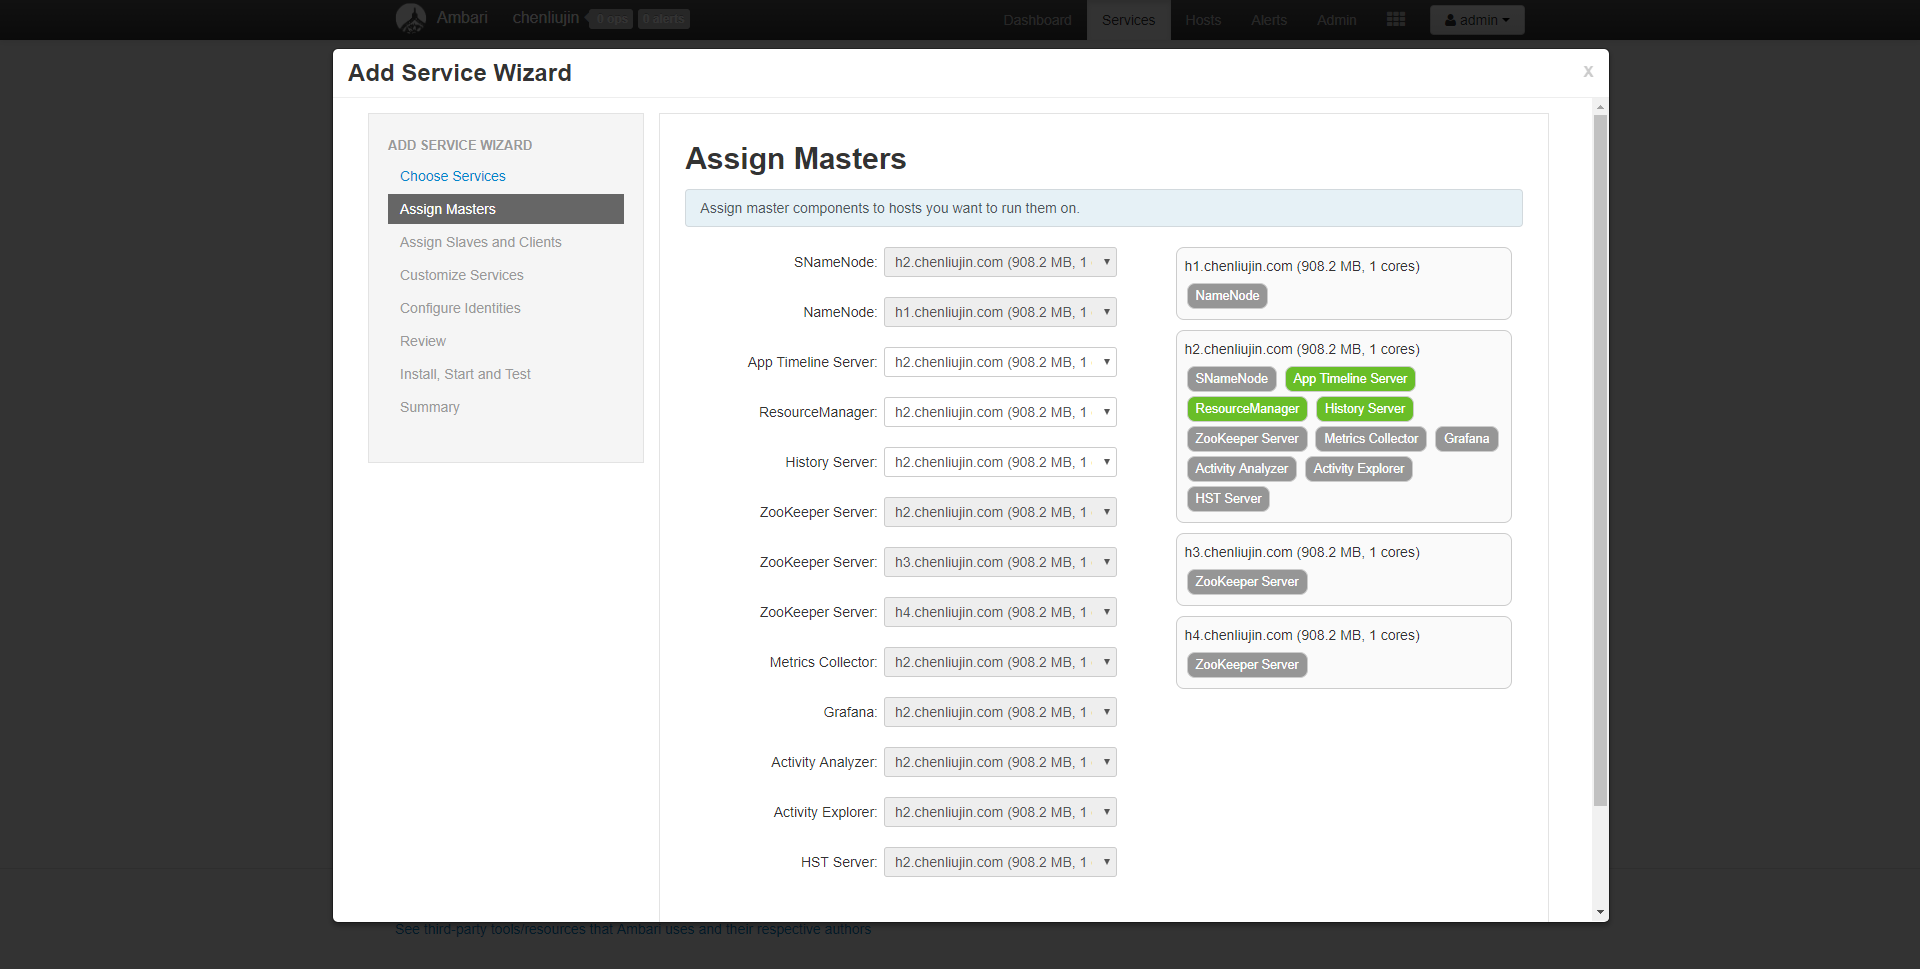 Ambari chenliujin 0 ops 0 alerts Dashboard Services Hosts Alerts Admin admin
Add Service Wizard x
ADD SERVICE WIZARD
Choose Services
Assign Masters
Assign Slaves and Clients
Customize Services
Configure Identities
Review
Install, Start and Test
Summary
Assign Masters
Assign master components to hosts you want to run them on.
SNameNode: h2.chenliujin.com (908.2 MB, 1
NameNode: h1.chenliujin.com (908.2 MB, 1
App Timeline Server: h2.chenliujin.com (908.2 MB, 1
ResourceManager: h2.chenliujin.com (908.2 MB, 1
History Server: h2.chenliujin.com (908.2 MB, 1
ZooKeeper Server: h2.chenliujin.com (908.2 MB, 1
ZooKeeper Server: h3.chenliujin.com (908.2 MB, 1
ZooKeeper Server: h4.chenliujin.com (908.2 MB, 1
Metrics Collector: h2.chenliujin.com (908.2 MB, 1
Grafana: h2.chenliujin.com (908.2 MB, 1
Activity Analyzer: h2.chenliujin.com (908.2 MB, 1
Activity Explorer: h2.chenliujin.com (908.2 MB, 1
HST Server: h2.chenliujin.com (908.2 MB, 1
h1.chenliujin.com (908.2 MB, 1 cores)
NameNode
h2.chenliujin.com (908.2 MB, 1 cores)
SNameNode App Timeline Server
ResourceManager History Server
ZooKeeper Server Metrics Collector Grafana
Activity Analyzer Activity Explorer
HST Server
h3.chenliujin.com (908.2 MB, 1 cores)
ZooKeeper Server
h4.chenliujin.com (908.2 MB, 1 cores)
ZooKeeper Server
See third-party tools/resources that Ambari uses and their respective authors